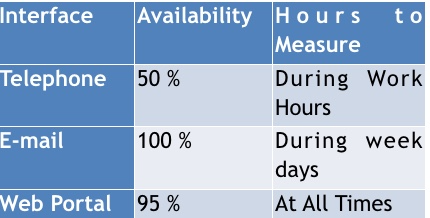 Interface Availability Hours to
Measure
Telephone 50 % During Work
Hours
E-mail 100 % During week
days
Web Portal 95 % At All Times